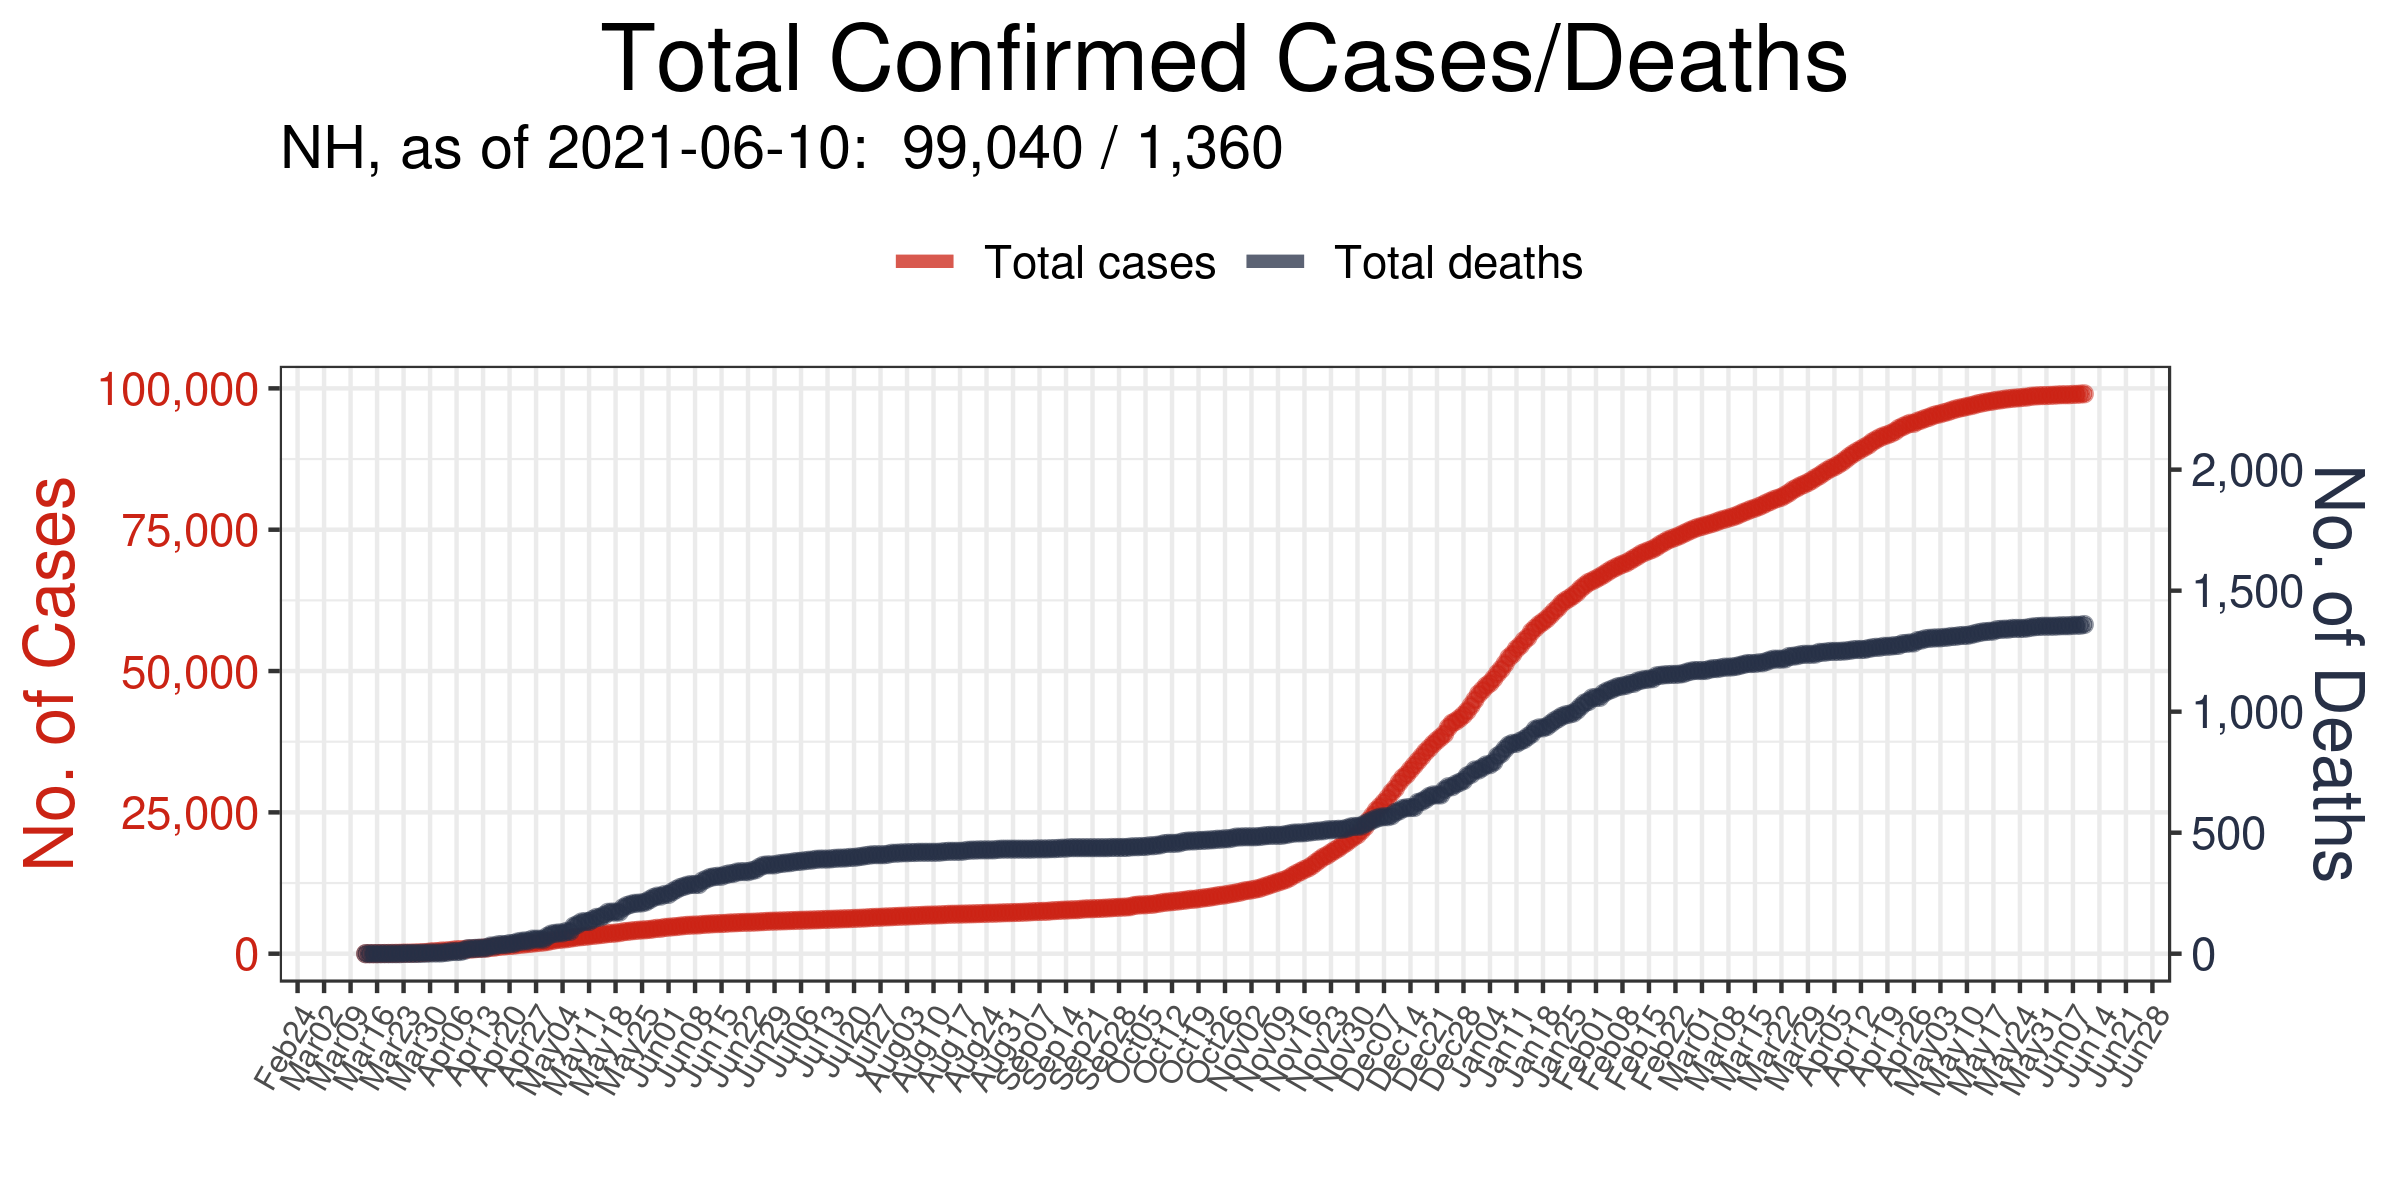 Total Confirmed Cases/Deaths
NH, as of 2021-06-10:  99,040 / 1,360
Total cases
Total deaths
No. of Cases
100,000
75,000
50,000
25,000
0
No. of Deaths
2,000
1,500
1,000
500
0
Feb24
Mar02
Mar09
Mar16
Mar23
Mar30
Apr06
Apr13
Apr20
Apr27
May04
May11
May18
May25
Jun01
Jun08
Jun15
Jun22
Jun29
Jul06
Jul13
Jul20
Jul27
Aug03
Aug10
Aug17
Aug24
Aug31
Sep07
Sep14
Sep21
Sep28
Oct05
Oct12
Oct19
Oct26
Nov02
Nov09
Nov16
Nov23
Nov30
Dec07
Dec14
Dec21
Dec28
Jan04
Jan11
Jan18
Jan25
Feb01
Feb08
Feb15
Feb22
Mar01
Mar08
Mar15
Mar22
Mar29
Apr05
Apr12
Apr19
Apr26
May03
May10
May17
May24
May31
Jun07
Jun14
Jun21
Jun28